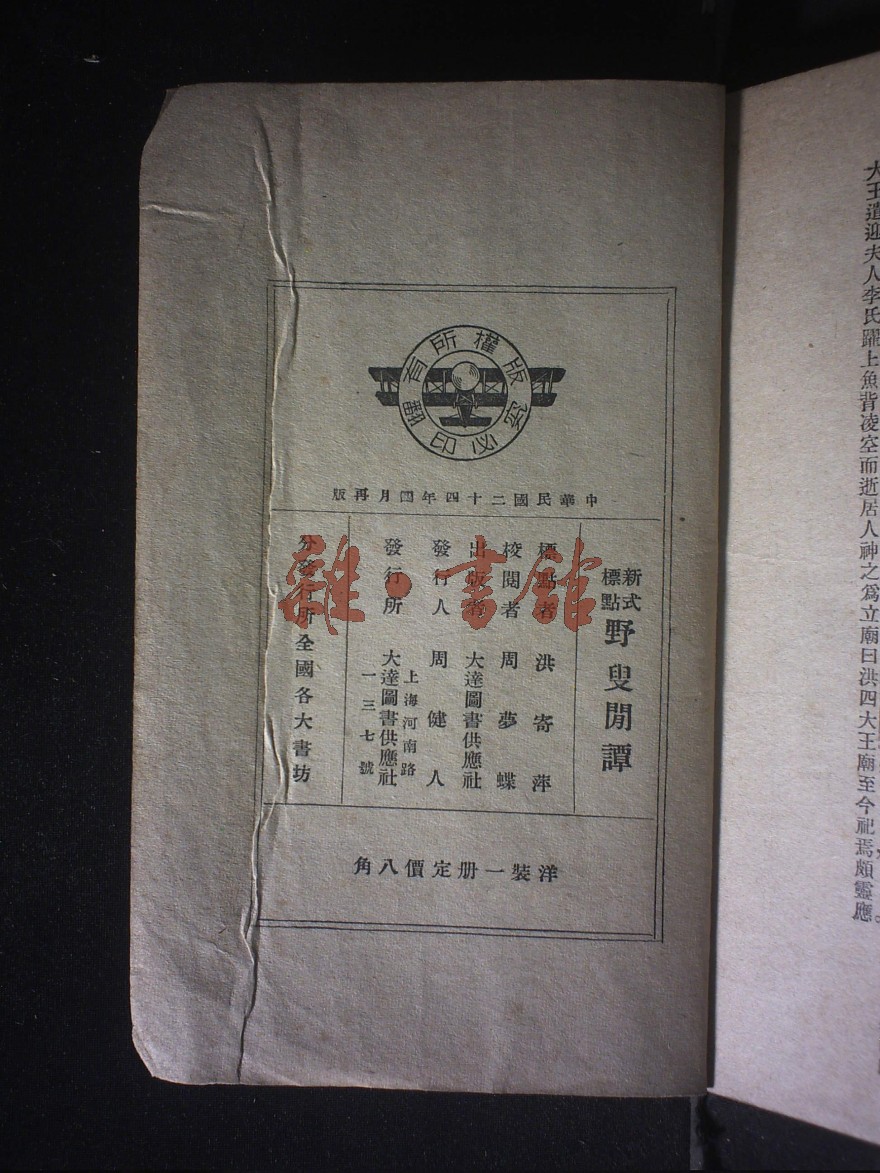 大王遣迎夫人李氏躍上魚背凌空而逝居人神之爲立廟曰洪四大王廟至今祀焉頗靈應。
版權所有
翻印必究
中華民國二十四年四月再版
新式標點
野叟閒譚
標點者 洪寄萍
校閱者 周夢蝶
出版者 大達圖書供應社
發行人 周健人
發行所 大達圖書供應社
上海河南路
一三七號
分發行所全國各大書坊
洋裝一册定價八角
雜·書館